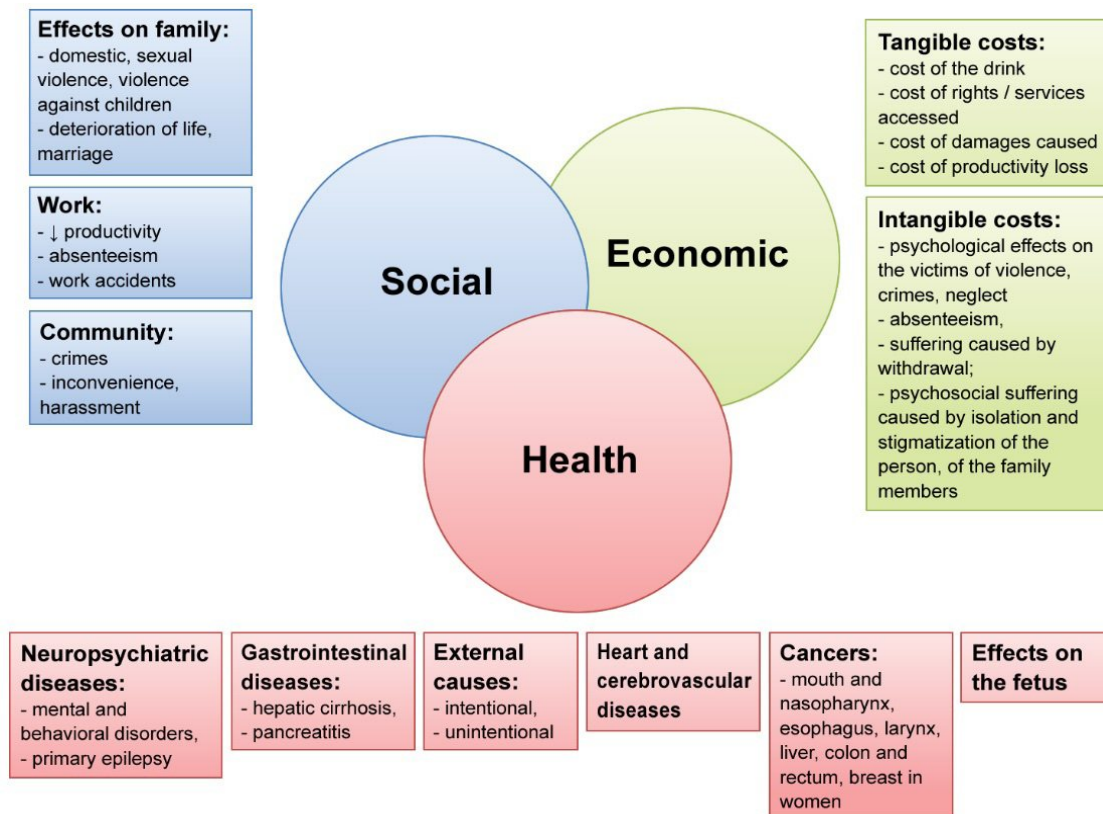 Effects on family:
- domestic, sexual
violence, violence
against children
- deterioration of life,
marriage
Work:
- ↓ productivity
- absenteeism
- work accidents
Community:
- crimes
- inconvenience,
harassment
Social
Economic
Health
Tangible costs:
- cost of the drink
- cost of rights / services
accessed
- cost of damages caused
- cost of productivity loss
Intangible costs:
- psychological effects on
the victims of violence,
crimes, neglect
- absenteeism,
- suffering caused by
withdrawal;
- psychosocial suffering
caused by isolation and
stigmatization of the
person, of the family
members
Neuropsychiatric
diseases:
- mental and
behavioral disorders,
- primary epilepsy
Gastrointestinal
diseases:
- hepatic cirrhosis,
- pancreatitis
External
causes:
- intentional,
- unintentional
Heart and
cerebrovascular
diseases
Cancers:
- mouth and
nasopharynx,
esophagus, larynx,
liver, colon and
rectum, breast in
women
Effects on
the fetus